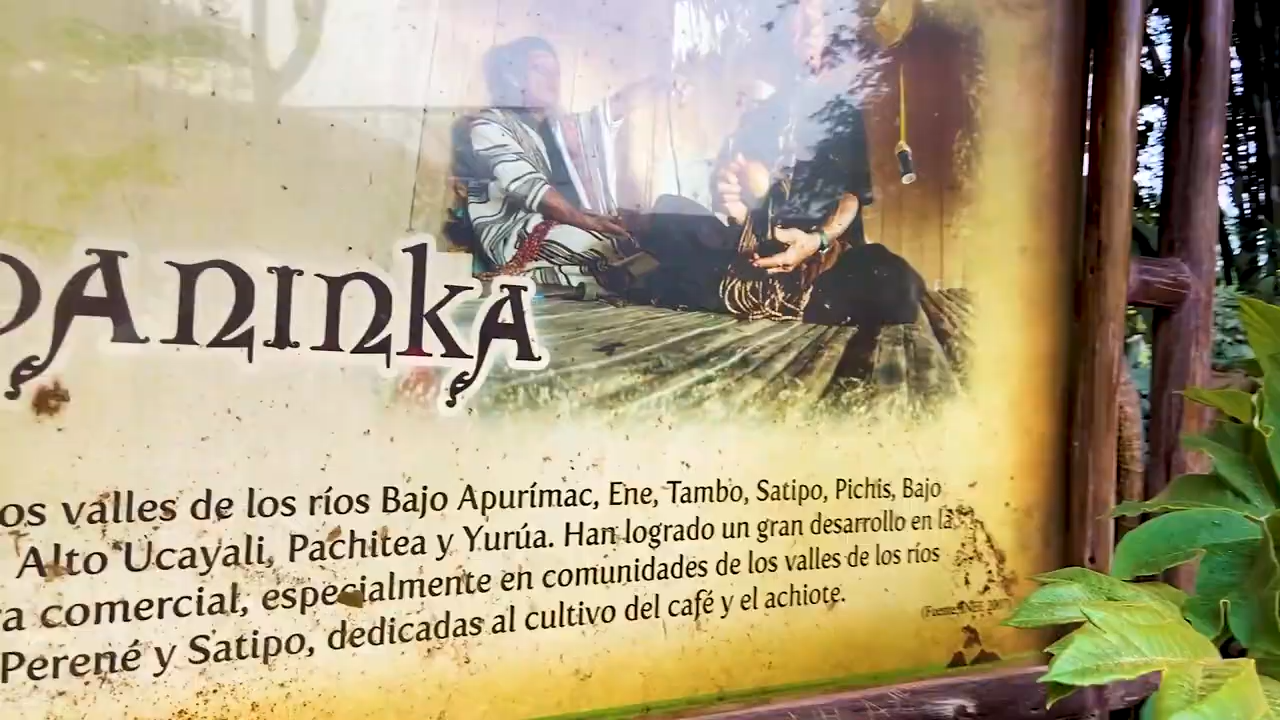 ANINKA
os valles de los ríos Bajo Apurímac, Ene, Tambo, Satipo, Pichis, Bajo
Alto Ucayali, Pachitea y Yurúa. Han logrado un gran desarrollo en la
a comercial, especialmente en comunidades de los valles de los ríos
Perené y Satipo, dedicadas al cultivo del café y el achiote.
(Fuente: